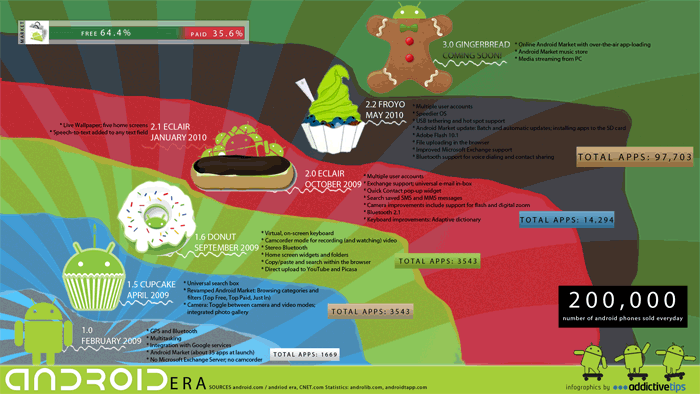 MARKET
FREE 64.4%
PAID 35.6%
3.0 GINGERBREAD
COMING SOON!
* Online Android Market with over-the-air app-loading
* Android Market music store
* Media streaming from PC
2.2 FROYO
MAY 2010
* Multiple user accounts
* Speedier OS
* USB tethering and hot spot support
* Android Market update: Batch and automatic updates; installing apps to the SD card
* Adobe Flash 10.1
* File uploading in the browser
* Improved Microsoft Exchange support
* Bluetooth support for voice dialing and contact sharing
TOTAL APPS: 97,703
* Live Wallpaper; five home screens
* Speech-to-text added to any text field
2.1 ECLAIR
JANUARY 2010
2.0 ECLAIR
OCTOBER 2009
* Multiple user accounts
* Exchange support; universal e-mail in-box
* Quick Contact pop-up widget
* Search saved SMS and MMS messages
* Camera improvements include support for flash and digital zoom
* Bluetooth 2.1
* Keyboard improvements: Adaptive dictionary
TOTAL APPS: 14,294
1.6 DONUT
SEPTEMBER 2009
* Virtual, on-screen keyboard
* Camcorder mode for recording (and watching) video
* Stereo Bluetooth
* Home screen widgets and folders
* Copy/paste and search within the browser
* Direct upload to YouTube and Picasa
TOTAL APPS: 3543
1.5 CUPCAKE
APRIL 2009
* Universal search box
* Revamped Android Market: Browsing categories and
filters (Top Free, Top Paid, Just In)
* Camera: Toggle between camera and video modes;
integrated photo gallery
TOTAL APPS: 3543
1.0
FEBRUARY 2009
* GPS and Bluetooth
* Multitasking
* Integration with Google services
* Android Market (about 35 apps at launch)
* No Microsoft Exchange Server; no camcorder
TOTAL APPS: 1669
200,000
number of android phones sold everyday
ANDROID ERA
SOURCES android.com / andriod era, CNET.com Statistics: androlib.com, androidtapp.com
infographics by addictivetips